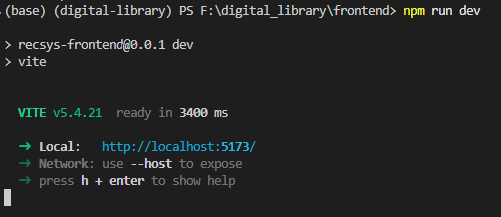 (base) (digital-library) PS F:\digital_library\frontend> npm run dev
> recsys-frontend@0.0.1 dev
> vite
VITE v5.4.21 ready in 3400 ms
➜ Local: http://localhost:5173/
➜ Network: use --host to expose
➜ press h + enter to show help